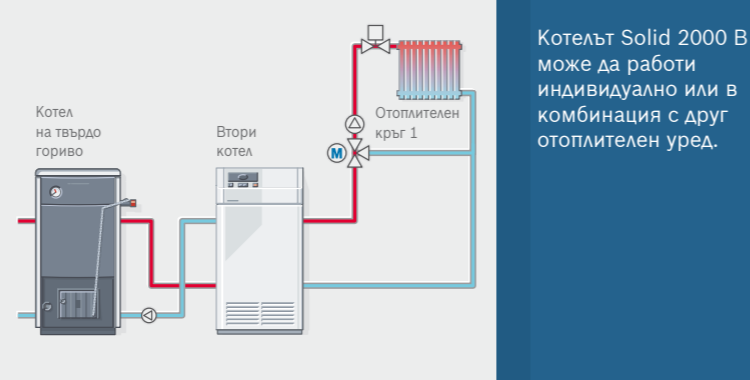 Котел
на твърдо
гориво
Втори
котел
Отоплителен
кръг 1
M
Котелът Solid 2000 B
може да работи
индивидуално или в
комбинация с друг
отоплителен уред.